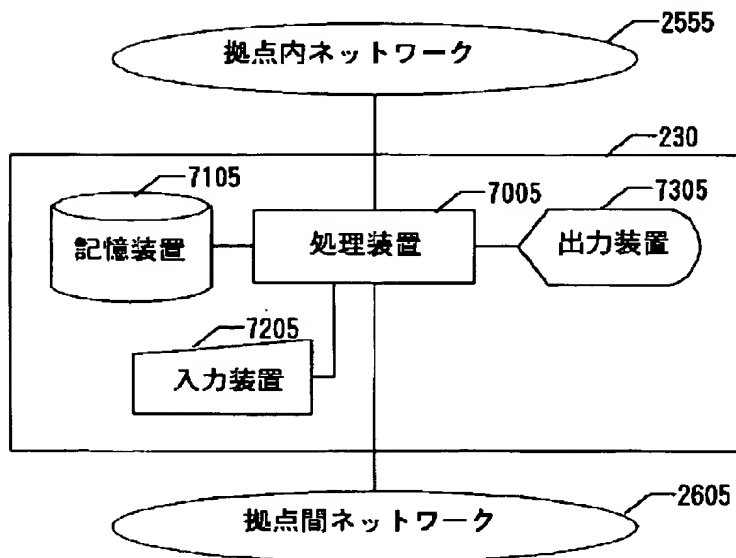 2555
拠点内ネットワーク
230
7105
7005
7305
記憶装置
処理装置
出力装置
7205
入力装置
2605
拠点間ネットワーク